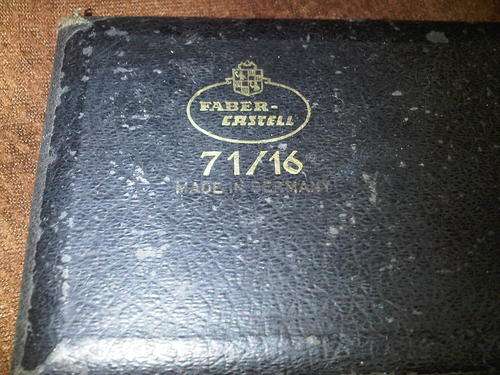 FABER-
CASTELL
71/16
MADE IN GERMANY